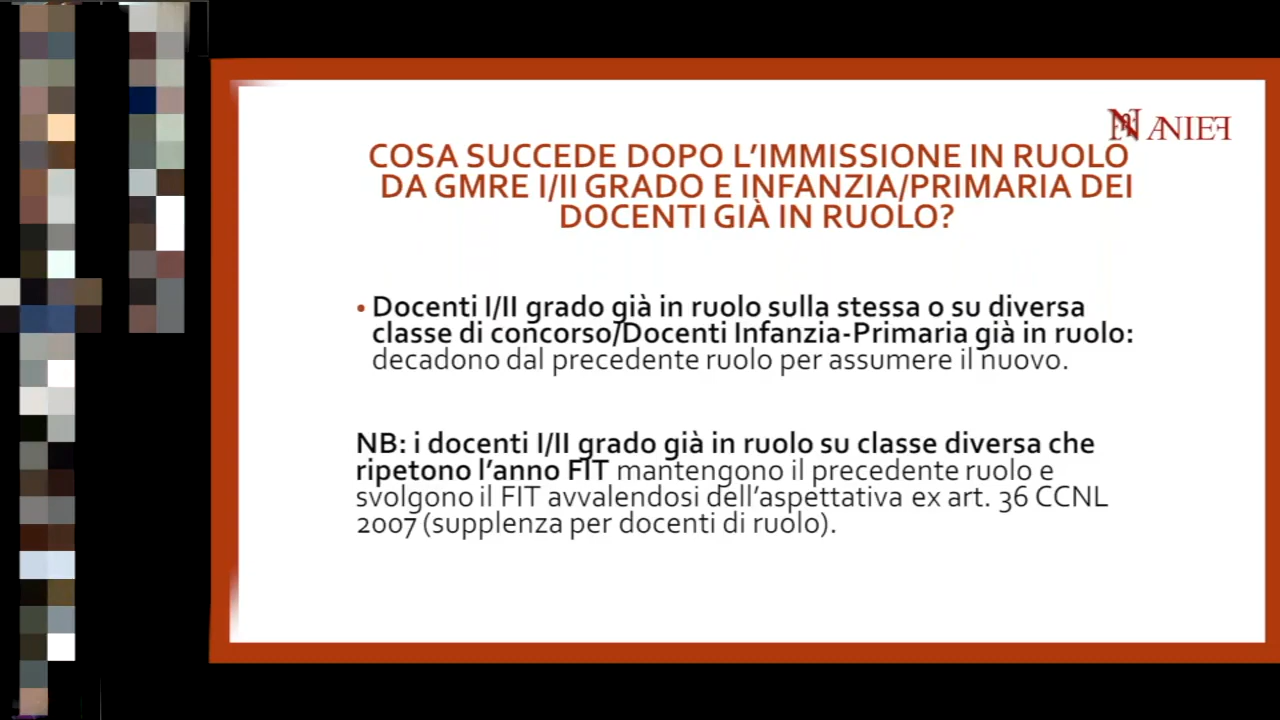 ANIEF
COSA SUCCEDE DOPO L’IMMISSIONE IN RUOLO
DA GMRE I/II GRADO E INFANZIA/PRIMARIA DEI
DOCENTI GIÀ IN RUOLO?
• Docenti I/II grado già in ruolo sulla stessa o su diversa
classe di concorso/Docenti Infanzia-Primaria già in ruolo:
decadono dal precedente ruolo per assumere il nuovo.
NB: i docenti I/II grado già in ruolo su classe diversa che
ripetono l’anno FIT mantengono il precedente ruolo e
svolgono il FIT avvalendosi dell’aspettativa ex art. 36 CCNL
2007 (supplenza per docenti di ruolo).